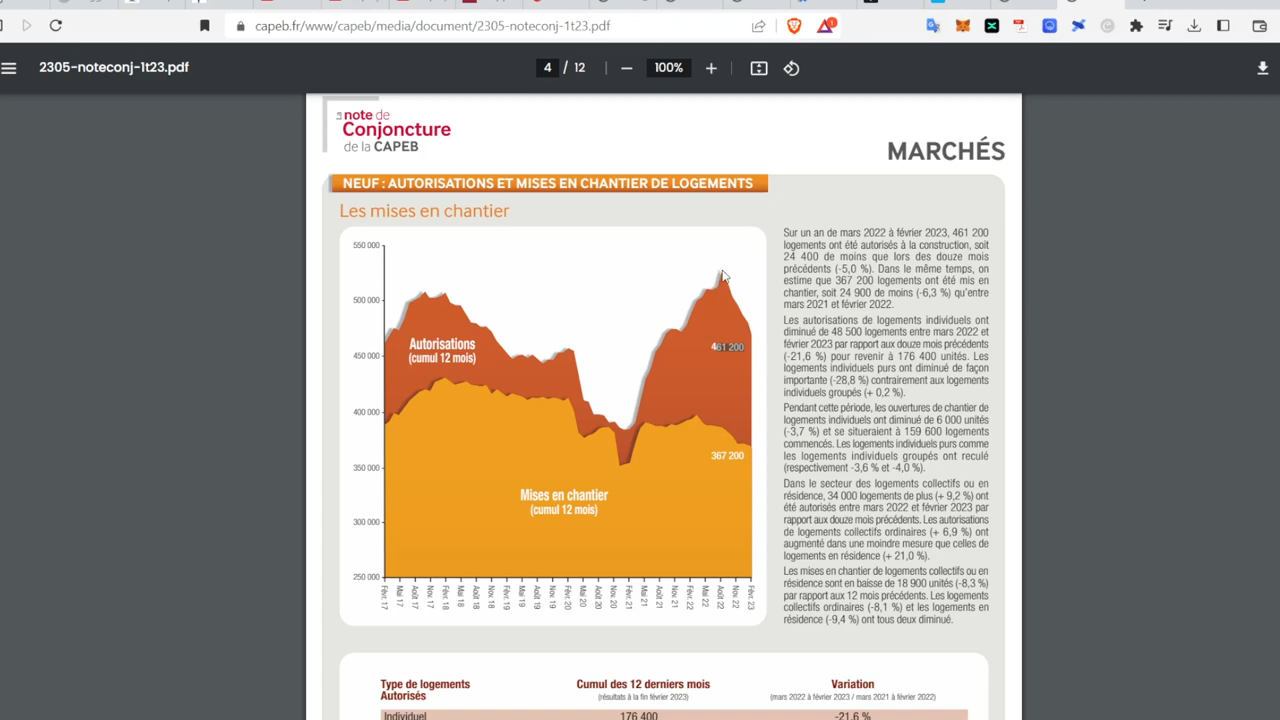 capeb.fr/www/capeb/media/document/2305-noteconj-1t23.pdf
2305-noteconj-1t23.pdf
4 / 12
100%
la note de
Conjoncture
de la CAPEB
MARCHÉS
NEUF : AUTORISATIONS ET MISES EN CHANTIER DE LOGEMENTS
Les mises en chantier
550 000
500 000
450 000
400 000
350 000
300 000
250 000
Autorisations
(cumul 12 mois)
461 200
367 200
Mises en chantier
(cumul 12 mois)
Févr. 17
Mai 17
Août 17
Nov. 17
Févr. 18
Mai 18
Août 18
Nov. 18
Févr. 19
Mai 19
Août 19
Nov. 19
Févr. 20
Mai 20
Août 20
Nov. 20
Févr. 21
Mai 21
Août 21
Nov. 21
Févr. 22
Mai 22
Août 22
Nov. 22
Févr. 23
Sur un an de mars 2022 à février 2023, 461 200
logements ont été autorisés à la construction, soit
24 400 de moins que lors des douze mois
précédents (-5,0 %). Dans le même temps, on
estime que 367 200 logements ont été mis en
chantier, soit 24 900 de moins (-6,3 %) qu'entre
mars 2021 et février 2022.
Les autorisations de logements individuels ont
diminué de 48 500 logements entre mars 2022 et
février 2023 par rapport aux douze mois précédents
(-21,6 %) pour revenir à 176 400 unités. Les
logements individuels purs ont diminué de façon
importante (-28,8 %) contrairement aux logements
individuels groupés (+ 0,2 %).
Pendant cette période, les ouvertures de chantier de
logements individuels ont diminué de 6 000 unités
(-3,7 %) et se situeraient à 159 600 logements
commencés. Les logements individuels purs comme
les logements individuels groupés ont reculé
(respectivement -3,6 % et -4,0 %).
Dans le secteur des logements collectifs ou en
résidence, 34 000 logements de plus (+ 9,2 %) ont
été autorisés entre mars 2022 et février 2023 par
rapport aux douze mois précédents. Les autorisations
de logements collectifs ordinaires (+ 6,9 %) ont
augmenté dans une moindre mesure que celles de
logements en résidence (+ 21,0 %).
Les mises en chantier de logements collectifs ou en
résidence sont en baisse de 18 900 unités (-8,3 %)
par rapport aux 12 mois précédents. Les logements
collectifs ordinaires (-8,1 %) et les logements en
résidence (-9,4 %) ont tous deux diminué.
Type de logements
Autorisés
Cumul des 12 derniers mois
(résultats à la fin février 2023)
Variation
(mars 2022 à février 2023 / mars 2021 à février 2022)
Individuel
176 400
-21,6 %